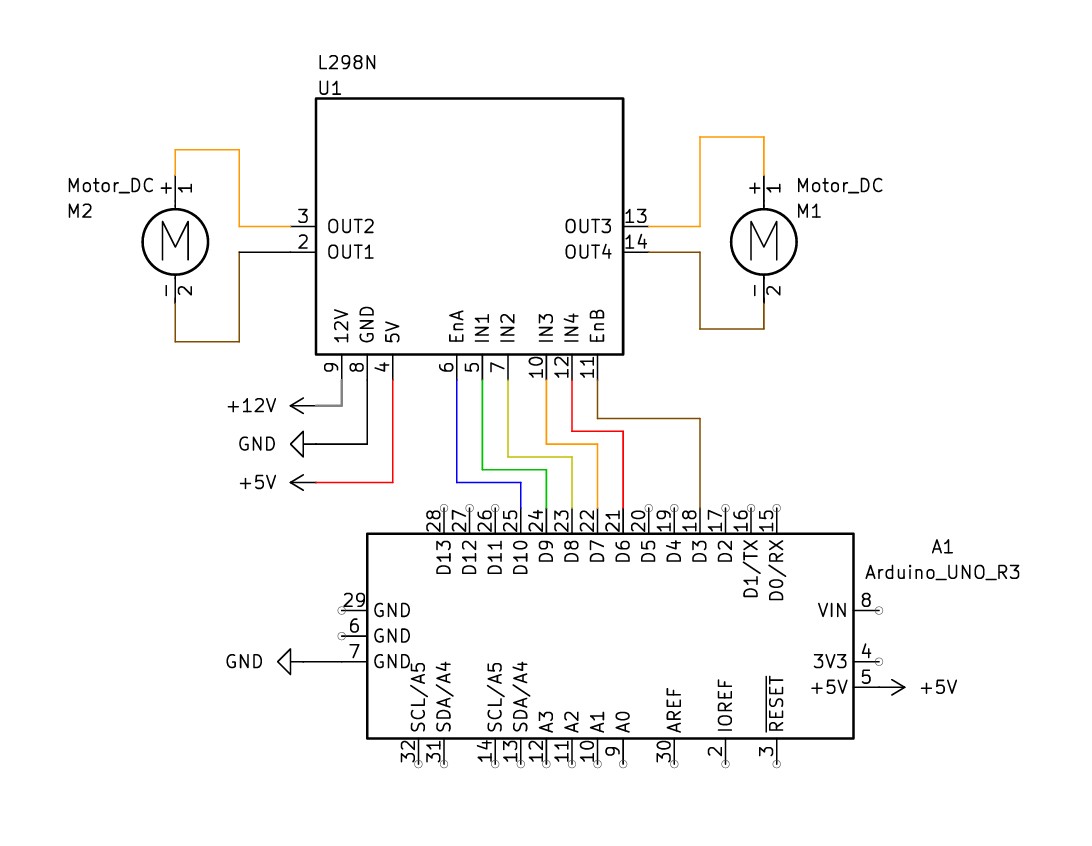 L298N
U1
Motor_DC
M2
+ 1
M
- 2
3 OUT2
2 OUT1
OUT3 13
OUT4 14
Motor_DC
M1
+ 1
M
- 2
12V GND 5V EnA IN1 IN2 IN3 IN4 EnB
9 8 4 6 5 7 10 12 11
+12V
GND
+5V
28 27 26 25 24 23 22 21 20 19 18 17 16 15
D13 D12 D11 D10 D9 D8 D7 D6 D5 D4 D3 D2 D1/TX D0/RX
A1
Arduino_UNO_R3
29 GND
6 GND
GND 7 GND
VIN 8
3V3 4
+5V 5 +5V
SCL/A5 SDA/A4 SCL/A5 SDA/A4 A3 A2 A1 A0 AREF IOREF RESET
32 31 14 13 12 11 10 9 30 2 3